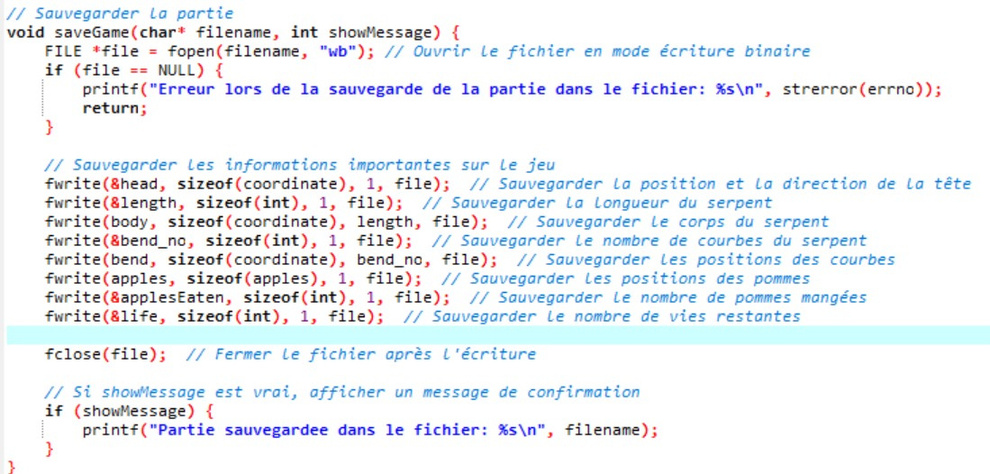 // Sauvegarder la partie
void saveGame(char* filename, int showMessage) {
    FILE *file = fopen(filename, "wb"); // Ouvrir le fichier en mode écriture binaire
    if (file == NULL) {
        printf("Erreur lors de la sauvegarde de la partie dans le fichier: %s\n", strerror(errno));
        return;
    }

    // Sauvegarder les informations importantes sur le jeu
    fwrite(&head, sizeof(coordinate), 1, file);  // Sauvegarder la position et la direction de la tête
    fwrite(&length, sizeof(int), 1, file);  // Sauvegarder la longueur du serpent
    fwrite(body, sizeof(coordinate), length, file);  // Sauvegarder le corps du serpent
    fwrite(&bend_no, sizeof(int), 1, file);  // Sauvegarder le nombre de courbes du serpent
    fwrite(bend, sizeof(coordinate), bend_no, file);  // Sauvegarder les positions des courbes
    fwrite(apples, sizeof(apples), 1, file);  // Sauvegarder les positions des pommes
    fwrite(&applesEaten, sizeof(int), 1, file);  // Sauvegarder le nombre de pommes mangées
    fwrite(&life, sizeof(int), 1, file);  // Sauvegarder le nombre de vies restantes

    fclose(file);  // Fermer le fichier après l'écriture

    // Si showMessage est vrai, afficher un message de confirmation
    if (showMessage) {
        printf("Partie sauvegardee dans le fichier: %s\n", filename);
    }
}